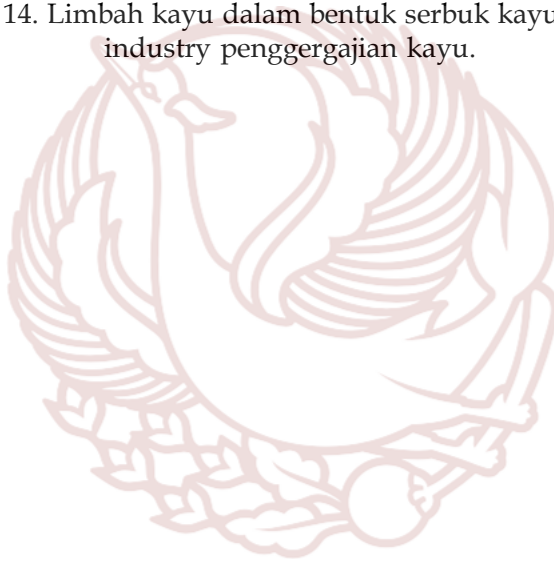 14. Limbah kayu dalam bentuk serbuk kayu
industry penggergajian kayu.